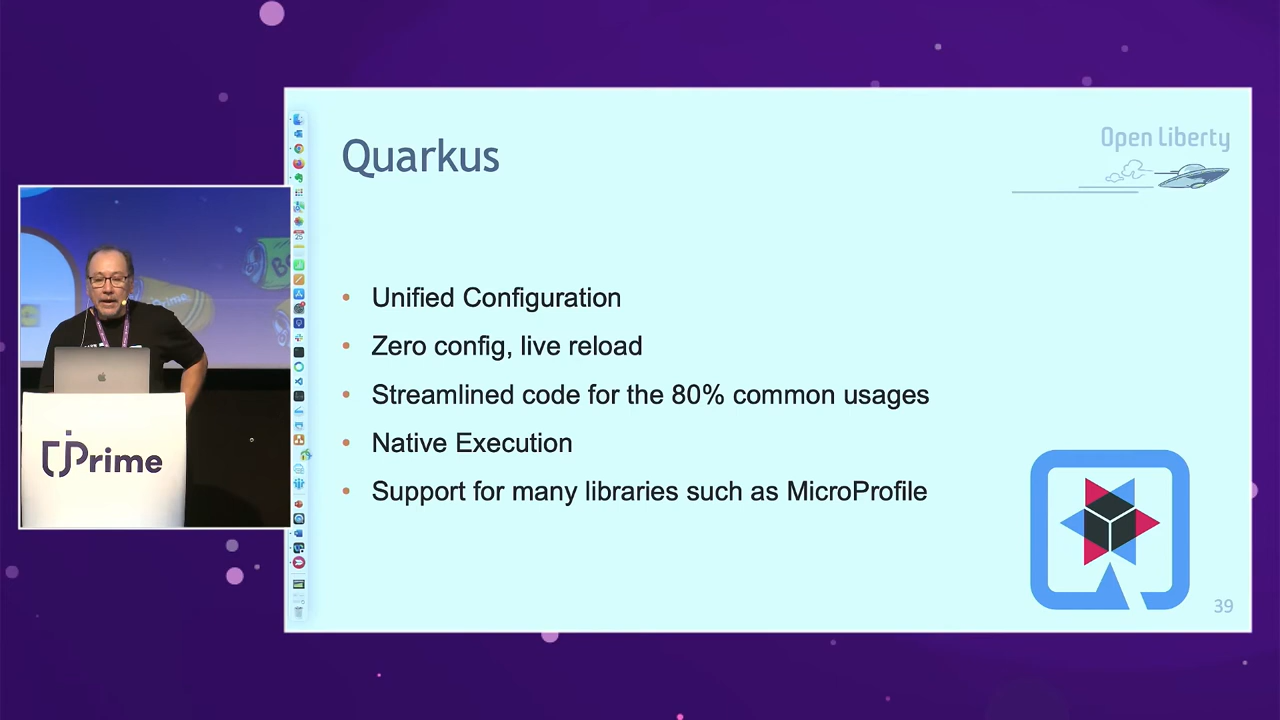 Quarkus
Open Liberty
• Unified Configuration
• Zero config, live reload
• Streamlined code for the 80% common usages
• Native Execution
• Support for many libraries such as MicroProfile
39
jPrime